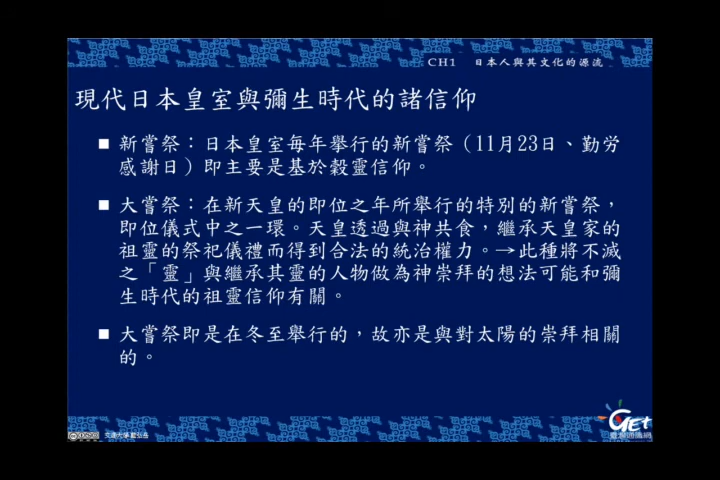 CH1 日本人與其文化的源流
現代日本皇室與彌生時代的諸信仰
■ 新嘗祭：日本皇室每年舉行的新嘗祭（11月23日、勤労
感謝日）即主要是基於穀靈信仰。
■ 大嘗祭：在新天皇的即位之年所舉行的特別的新嘗祭，
即位儀式中之一環。天皇透過與神共食，繼承天皇家的
祖靈的祭祀儀禮而得到合法的統治權力。→此種將不滅
之「靈」與繼承其靈的人物做為神崇拜的想法可能和彌
生時代的祖靈信仰有關。
■ 大嘗祭即是在冬至舉行的，故亦是與對太陽的崇拜相關
的。
GET